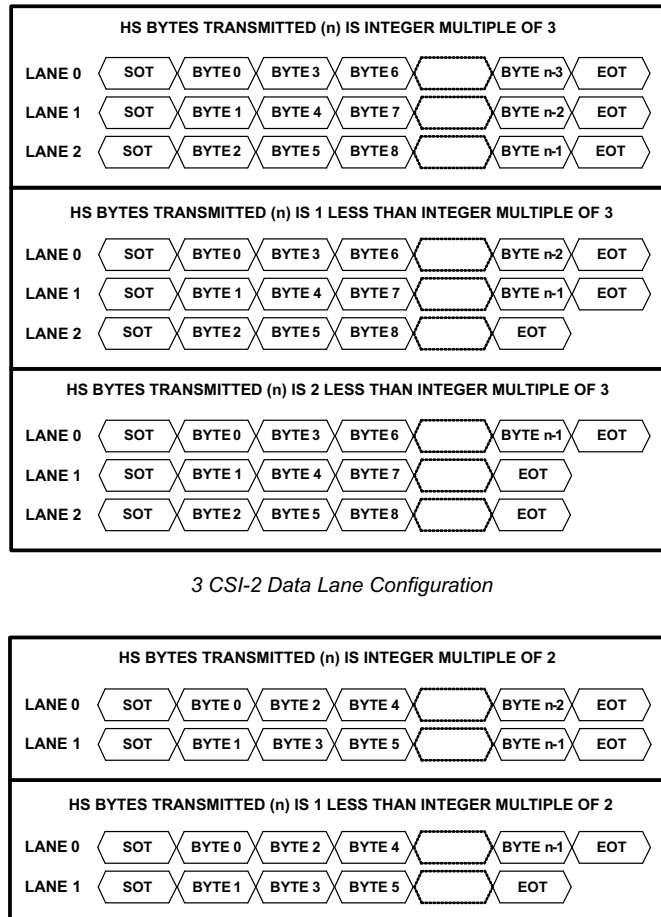 HS BYTES TRANSMITTED (n) IS INTEGER MULTIPLE OF 3
LANE 0 SOT BYTE 0 BYTE 3 BYTE 6 BYTE n-3 EOT
LANE 1 SOT BYTE 1 BYTE 4 BYTE 7 BYTE n-2 EOT
LANE 2 SOT BYTE 2 BYTE 5 BYTE 8 BYTE n-1 EOT
HS BYTES TRANSMITTED (n) IS 1 LESS THAN INTEGER MULTIPLE OF 3
LANE 0 SOT BYTE 0 BYTE 3 BYTE 6 BYTE n-2 EOT
LANE 1 SOT BYTE 1 BYTE 4 BYTE 7 BYTE n-1 EOT
LANE 2 SOT BYTE 2 BYTE 5 BYTE 8 EOT
HS BYTES TRANSMITTED (n) IS 2 LESS THAN INTEGER MULTIPLE OF 3
LANE 0 SOT BYTE 0 BYTE 3 BYTE 6 BYTE n-1 EOT
LANE 1 SOT BYTE 1 BYTE 4 BYTE 7 EOT
LANE 2 SOT BYTE 2 BYTE 5 BYTE 8 EOT
3 CSI-2 Data Lane Configuration
HS BYTES TRANSMITTED (n) IS INTEGER MULTIPLE OF 2
LANE 0 SOT BYTE 0 BYTE 2 BYTE 4 BYTE n-2 EOT
LANE 1 SOT BYTE 1 BYTE 3 BYTE 5 BYTE n-1 EOT
HS BYTES TRANSMITTED (n) IS 1 LESS THAN INTEGER MULTIPLE OF 2
LANE 0 SOT BYTE 0 BYTE 2 BYTE 4 BYTE n-1 EOT
LANE 1 SOT BYTE 1 BYTE 3 BYTE 5 EOT